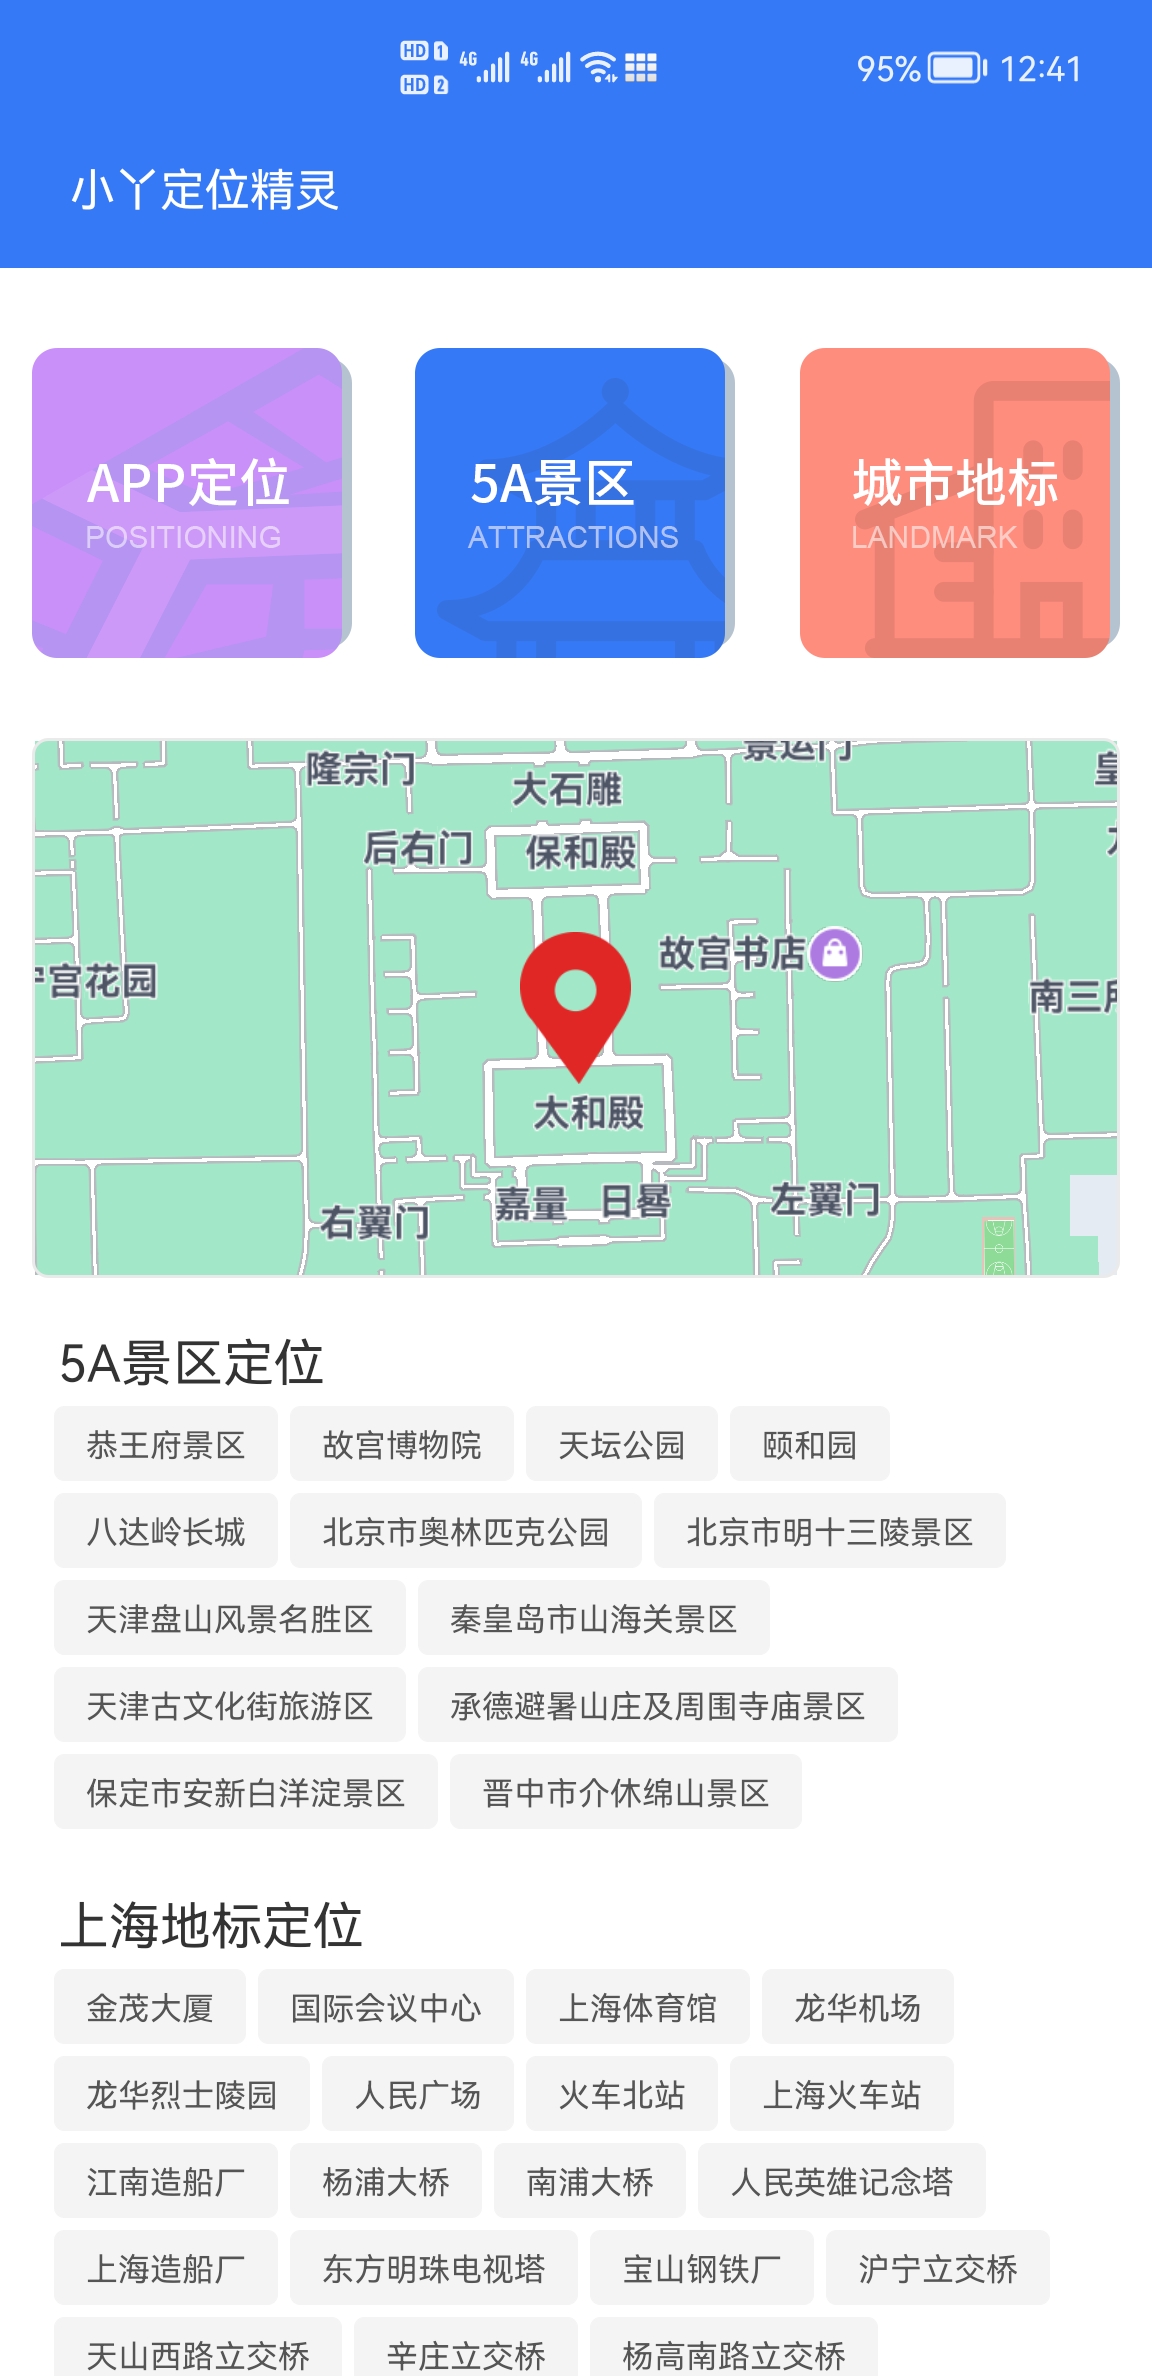 HD 1 4G 4G 95% 12:41
HD 2
小丫定位精灵
APP定位 5A景区 城市地标
POSITIONING ATTRACTIONS LANDMARK
隆宗门 景运门 皇
大石雕
后右门 保和殿
故宫书店
宁宫花园 南三所
太和殿
右翼门 嘉量 日晷 左翼门
5A景区定位
恭王府景区 故宫博物院 天坛公园 颐和园
八达岭长城 北京市奥林匹克公园 北京市明十三陵景区
天津盘山风景名胜区 秦皇岛市山海关景区
天津古文化街旅游区 承德避暑山庄及周围寺庙景区
保定市安新白洋淀景区 晋中市介休绵山景区
上海地标定位
金茂大厦 国际会议中心 上海体育馆 龙华机场
龙华烈士陵园 人民广场 火车北站 上海火车站
江南造船厂 杨浦大桥 南浦大桥 人民英雄记念塔
上海造船厂 东方明珠电视塔 宝山钢铁厂 沪宁立交桥
天山西路立交桥 辛庄立交桥 杨高南路立交桥